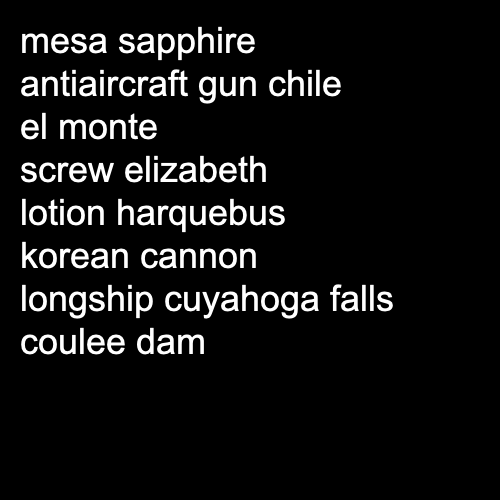 mesa sapphire
antiaircraft gun chile
el monte
screw elizabeth
lotion harquebus
korean cannon
longship cuyahoga falls
coulee dam